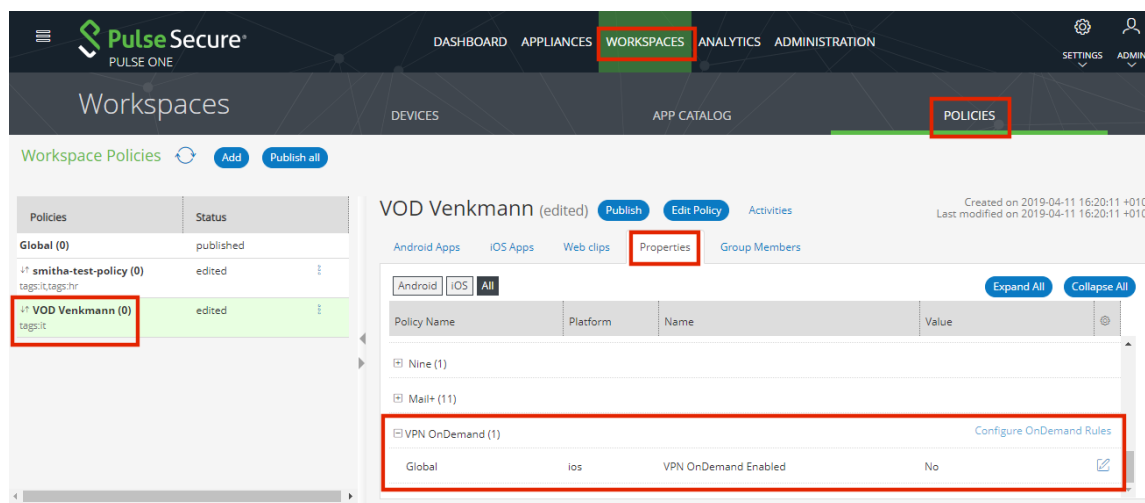 Pulse Secure®
PULSE ONE
DASHBOARD APPLIANCES WORKSPACES ANALYTICS ADMINISTRATION
SETTINGS ADMIN
Workspaces
DEVICES APP CATALOG POLICIES
Workspace Policies Add Publish all
Policies Status
Global (0) published
smitha-test-policy (0) edited
tags:it,tags:hr
VOD Venkmann (0) edited
tags:it
VOD Venkmann (edited) Publish Edit Policy Activities
Created on 2019-04-11 16:20:11 +010
Last modified on 2019-04-11 16:20:11 +010
Android Apps iOS Apps Web clips Properties Group Members
Android iOS All Expand All Collapse All
Policy Name Platform Name Value
Nine (1)
Mail+ (11)
VPN OnDemand (1) Configure OnDemand Rules
Global ios VPN OnDemand Enabled No